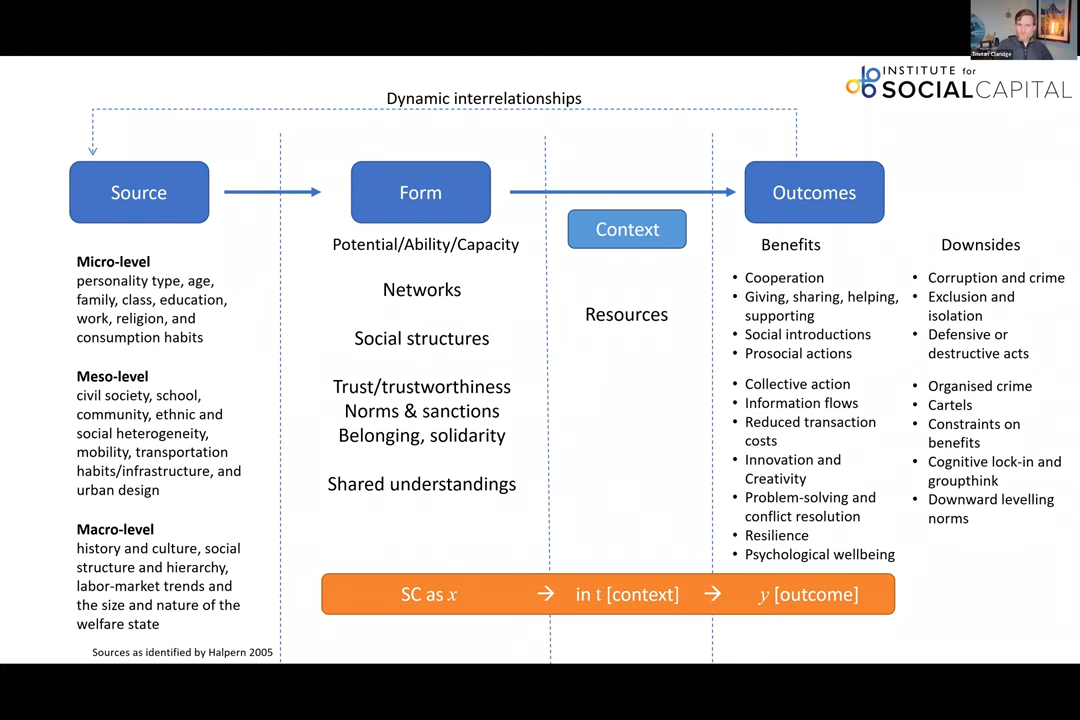 Tristan Claridge
INSTITUTE for
SOCIALCAPITAL
Dynamic interrelationships
Source
Form
Context
Outcomes
Micro-level
personality type, age,
family, class, education,
work, religion, and
consumption habits
Meso-level
civil society, school,
community, ethnic and
social heterogeneity,
mobility, transportation
habits/infrastructure, and
urban design
Macro-level
history and culture, social
structure and hierarchy,
labor-market trends and
the size and nature of the
welfare state
Sources as identified by Halpern 2005
Potential/Ability/Capacity
Networks
Social structures
Trust/trustworthiness
Norms & sanctions
Belonging, solidarity
Shared understandings
Resources
Benefits
• Cooperation
• Giving, sharing, helping,
supporting
• Social introductions
• Prosocial actions
• Collective action
• Information flows
• Reduced transaction
costs
• Innovation and
Creativity
• Problem-solving and
conflict resolution
• Resilience
• Psychological wellbeing
Downsides
• Corruption and crime
• Exclusion and
isolation
• Defensive or
destructive acts
• Organised crime
• Cartels
• Constraints on
benefits
• Cognitive lock-in and
groupthink
• Downward levelling
norms
SC as x → in t [context] → y [outcome]